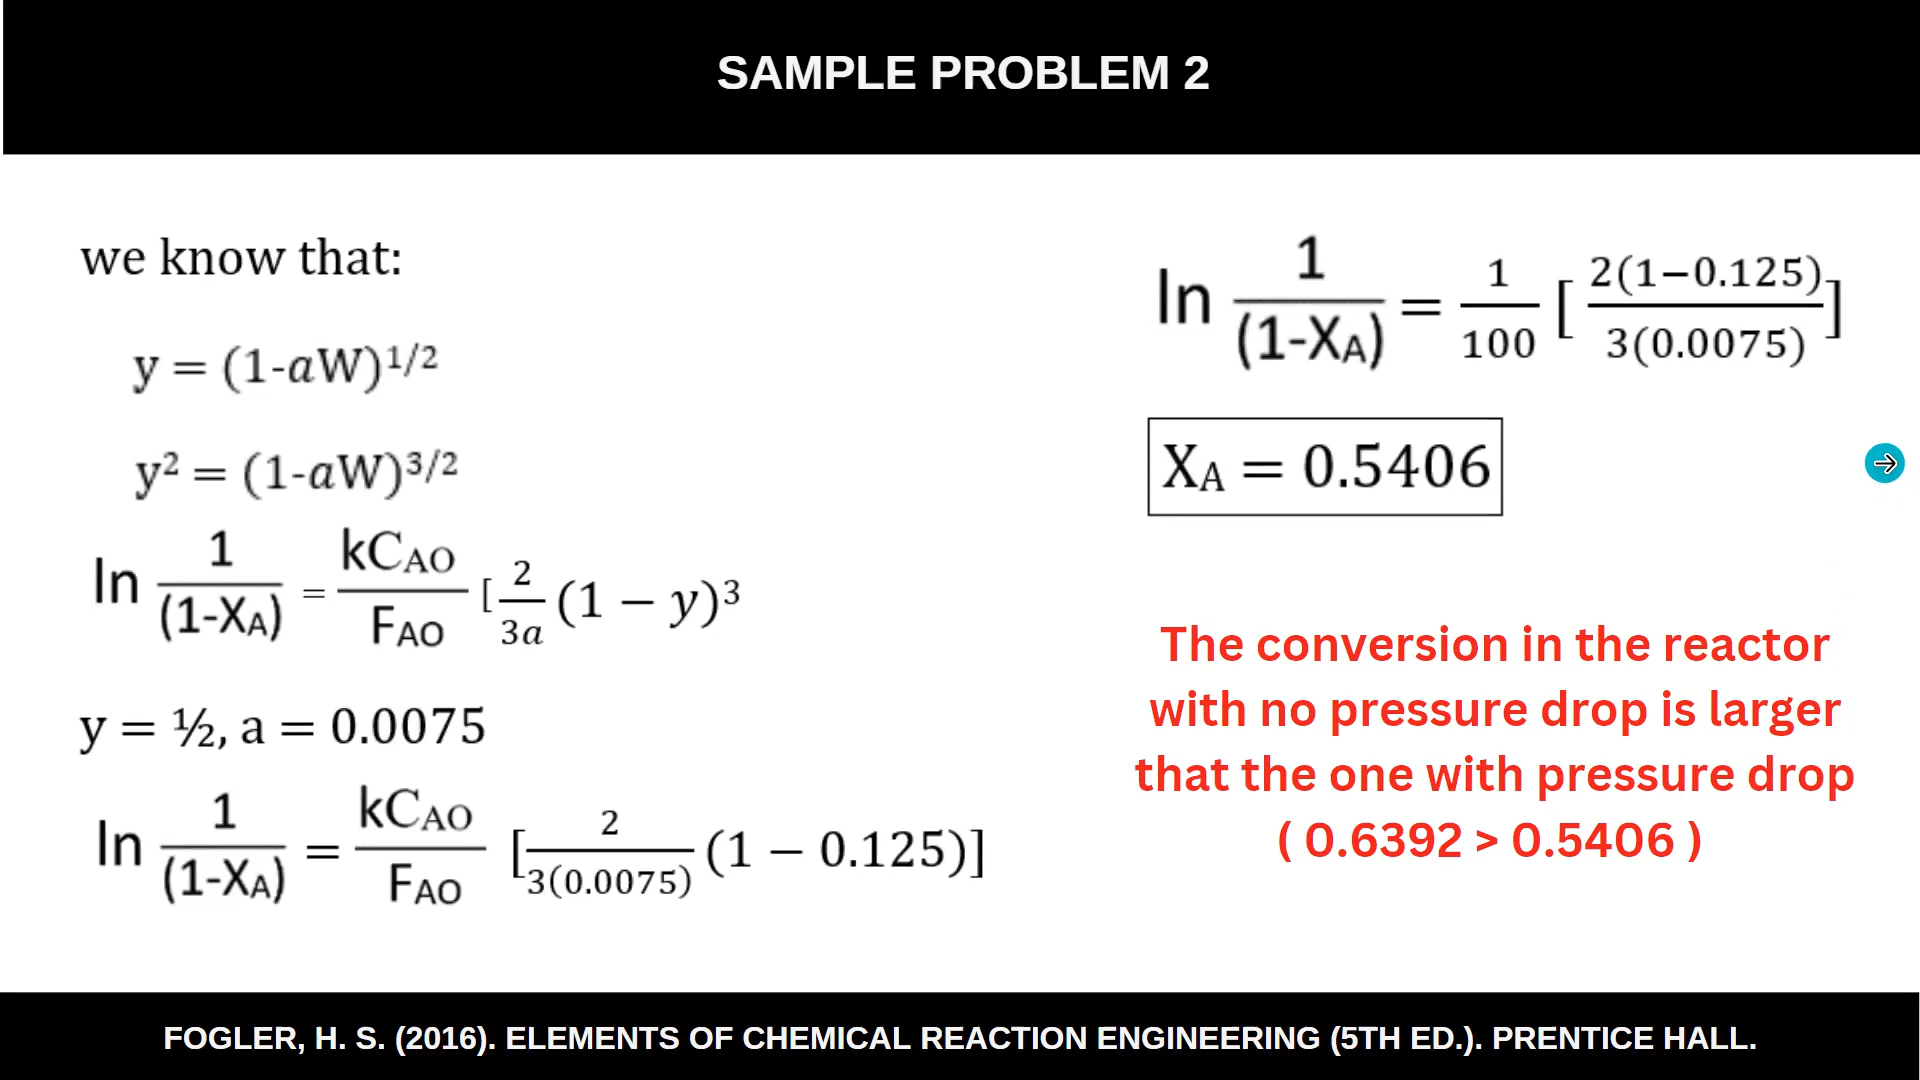 SAMPLE PROBLEM 2
we know that:
y = (1-aW)^1/2
y² = (1-aW)^3/2
ln 1/(1-X_A) = kC_AO/F_AO [2/3a (1 − y)³
y = ½, a = 0.0075
ln 1/(1-X_A) = kC_AO/F_AO [2/3(0.0075) (1 − 0.125)]
ln 1/(1-X_A) = 1/100 [2(1−0.125)/3(0.0075)]
X_A = 0.5406
The conversion in the reactor
with no pressure drop is larger
that the one with pressure drop
( 0.6392 > 0.5406 )
FOGLER, H. S. (2016). ELEMENTS OF CHEMICAL REACTION ENGINEERING (5TH ED.). PRENTICE HALL.